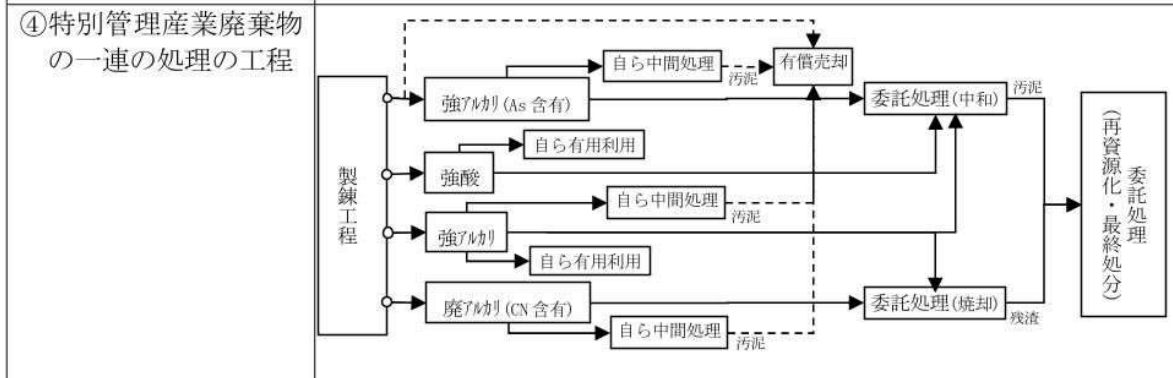 ④特別管理産業廃棄物
の一連の処理の工程
製錬工程
強アルカリ(As 含有)
自ら中間処理
汚泥
有償売却
委託処理(中和)
汚泥
強酸
自ら有用利用
強アルカリ
自ら中間処理
汚泥
自ら有用利用
廃アルカリ(CN 含有)
自ら中間処理
汚泥
委託処理(焼却)
残渣
委託処理
(再資源化・最終処分)